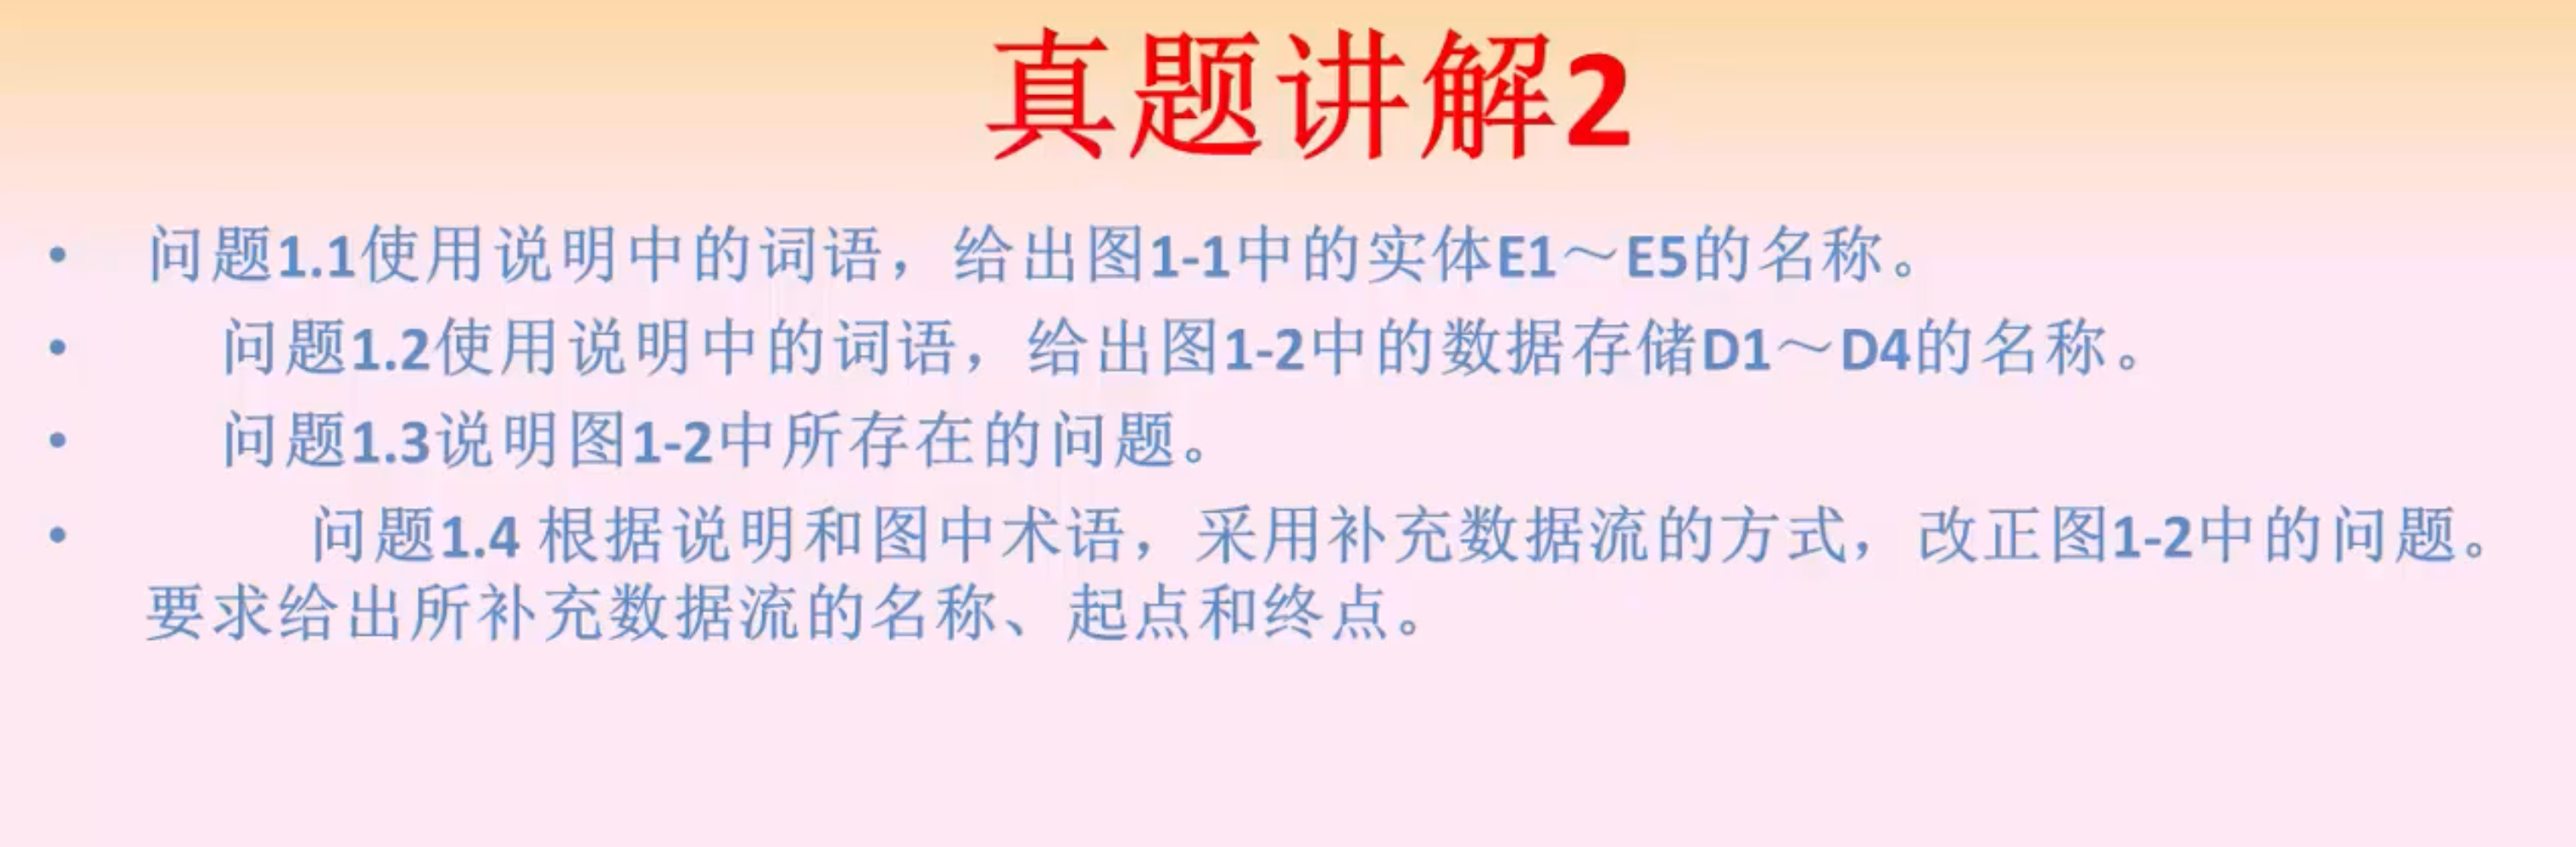 真题讲解2
• 问题1.1使用说明中的词语，给出图1-1中的实体E1～E5的名称。
• 问题1.2使用说明中的词语，给出图1-2中的数据存储D1～D4的名称。
• 问题1.3说明图1-2中所存在的问题。
• 问题1.4 根据说明和图中术语，采用补充数据流的方式，改正图1-2中的问题。
要求给出所补充数据流的名称、起点和终点。